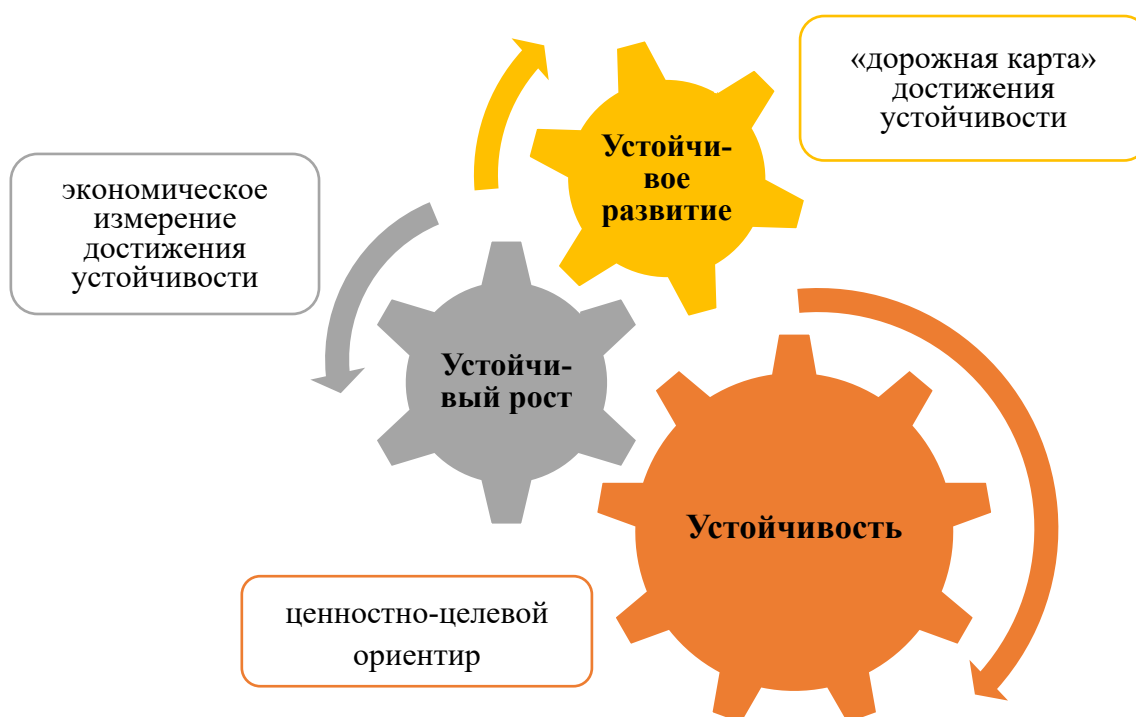 «дорожная карта»
достижения
устойчивости
Устойчи-
вое
развитие
экономическое
измерение
достижения
устойчивости
Устойчи-
вый рост
Устойчивость
ценностно-целевой
ориентир